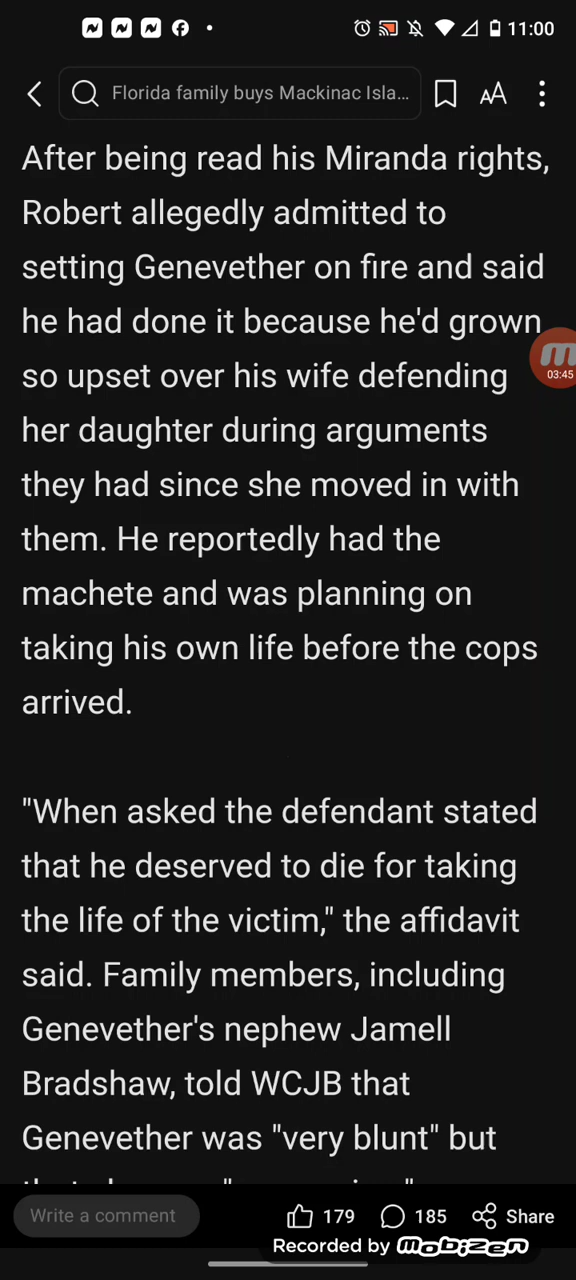 11:00
Florida family buys Mackinac Isla...
AA
After being read his Miranda rights,
Robert allegedly admitted to
setting Genevether on fire and said
he had done it because he'd grown
so upset over his wife defending
03:45
her daughter during arguments
they had since she moved in with
them. He reportedly had the
machete and was planning on
taking his own life before the cops
arrived.
"When asked the defendant stated
that he deserved to die for taking
the life of the victim," the affidavit
said. Family members, including
Genevether's nephew Jamell
Bradshaw, told WCJB that
Genevether was "very blunt" but
Write a comment
179
185
Share
Recorded by mobizen